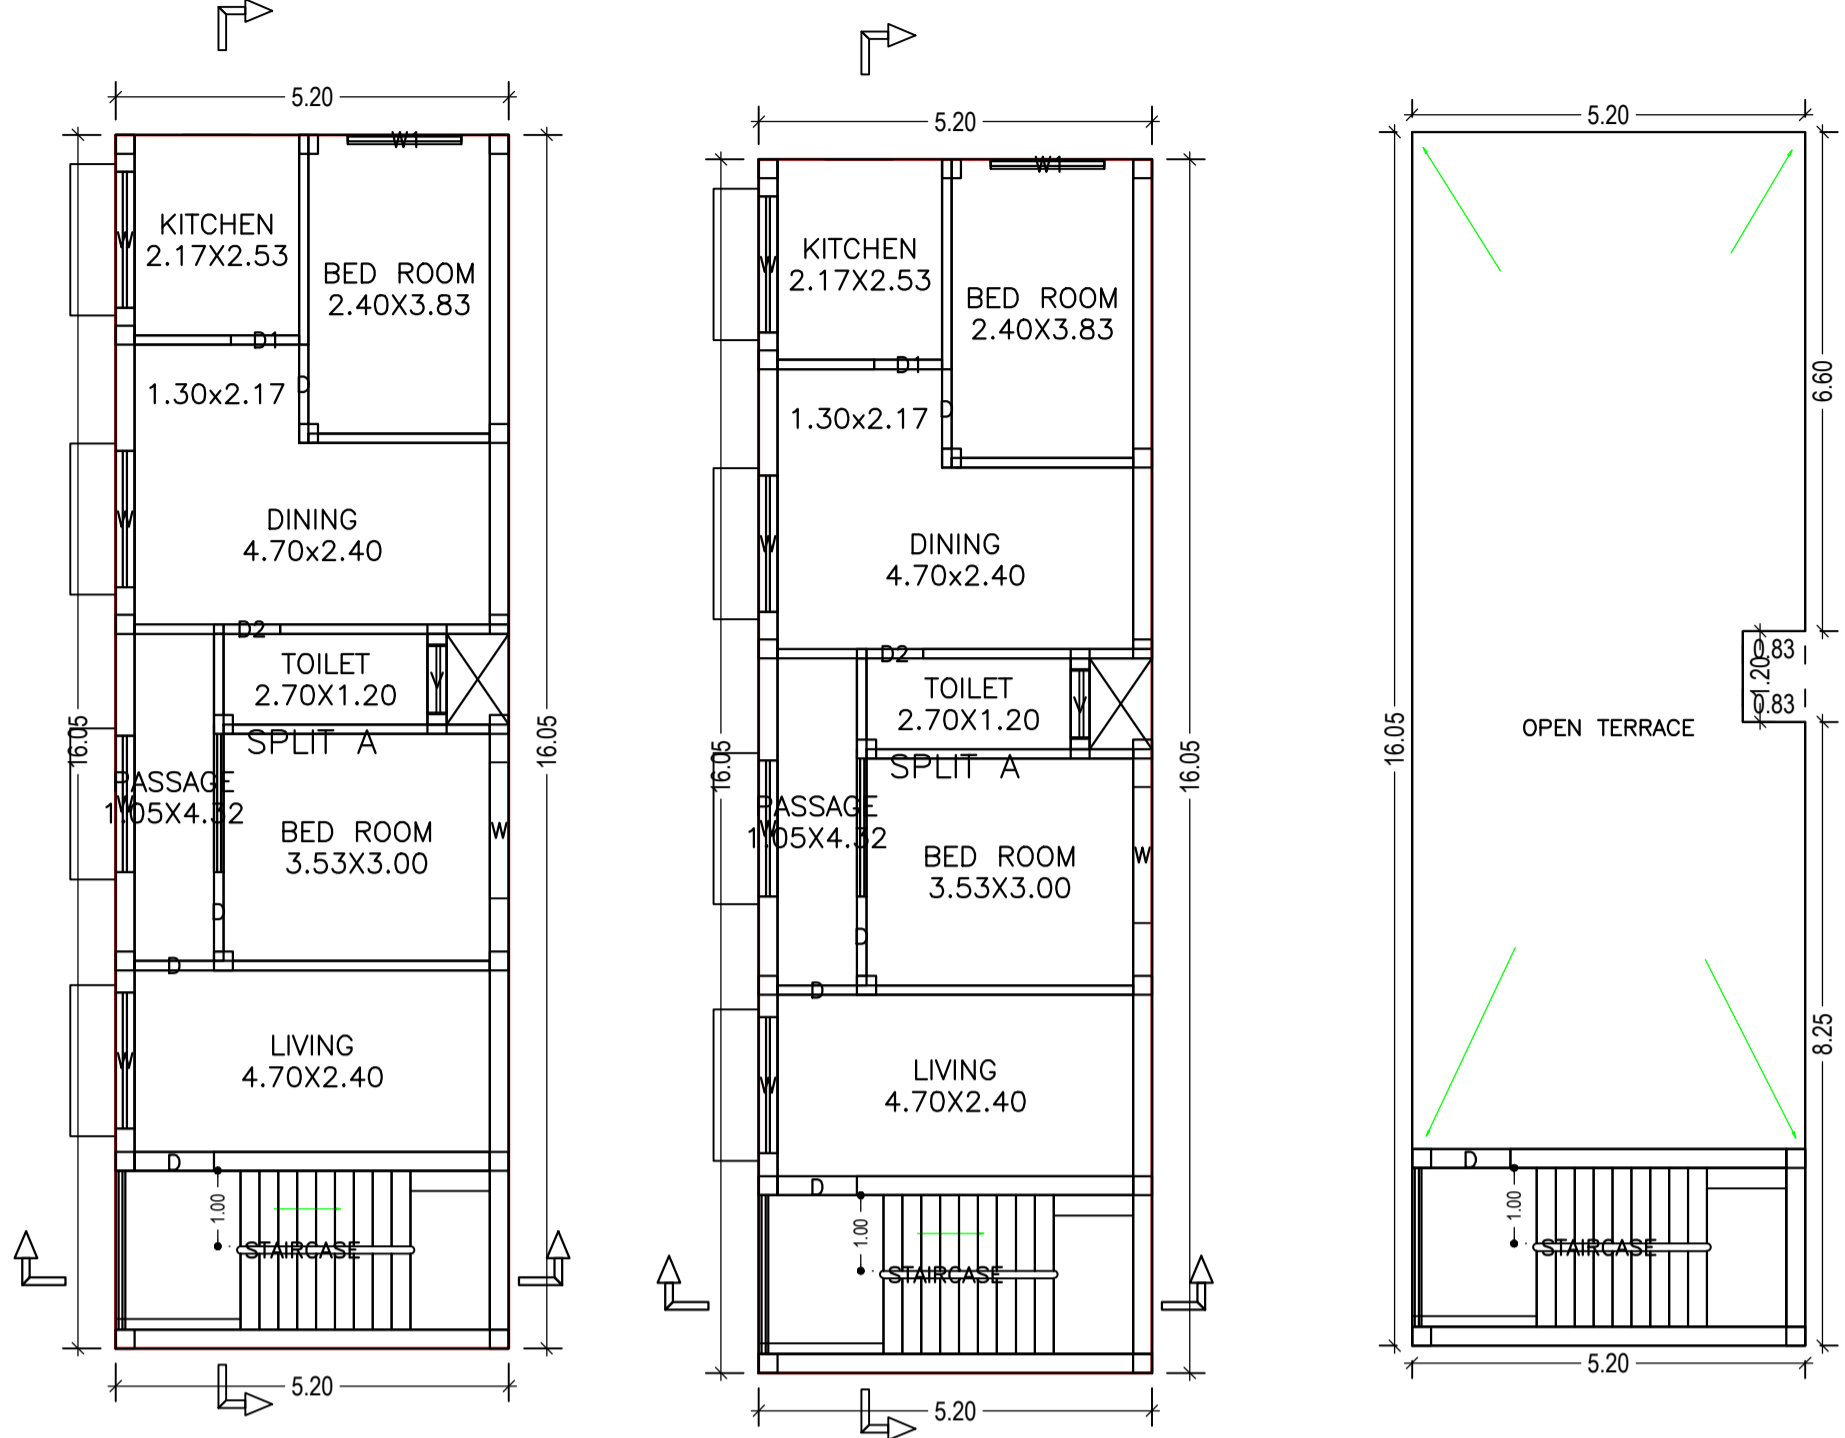 5.20
W1
KITCHEN
2.17X2.53
W
BED ROOM
2.40X3.83
D1
D
1.30x2.17
W
DINING
4.70x2.40
D2
TOILET
2.70X1.20
V
SPLIT A
16.05
16.05
PASSAGE
1.05X4.32
W
BED ROOM
3.53X3.00
W
D
D
LIVING
4.70X2.40
W
D
1.00
STAIRCASE
5.20
5.20
W1
KITCHEN
2.17X2.53
W
BED ROOM
2.40X3.83
D1
D
1.30x2.17
W
DINING
4.70x2.40
D2
TOILET
2.70X1.20
V
SPLIT A
16.05
16.05
PASSAGE
1.05X4.32
W
BED ROOM
3.53X3.00
W
D
D
LIVING
4.70X2.40
W
D
1.00
STAIRCASE
5.20
5.20
6.60
0.83
1.20
0.83
OPEN TERRACE
16.05
8.25
D
1.00
STAIRCASE
5.20